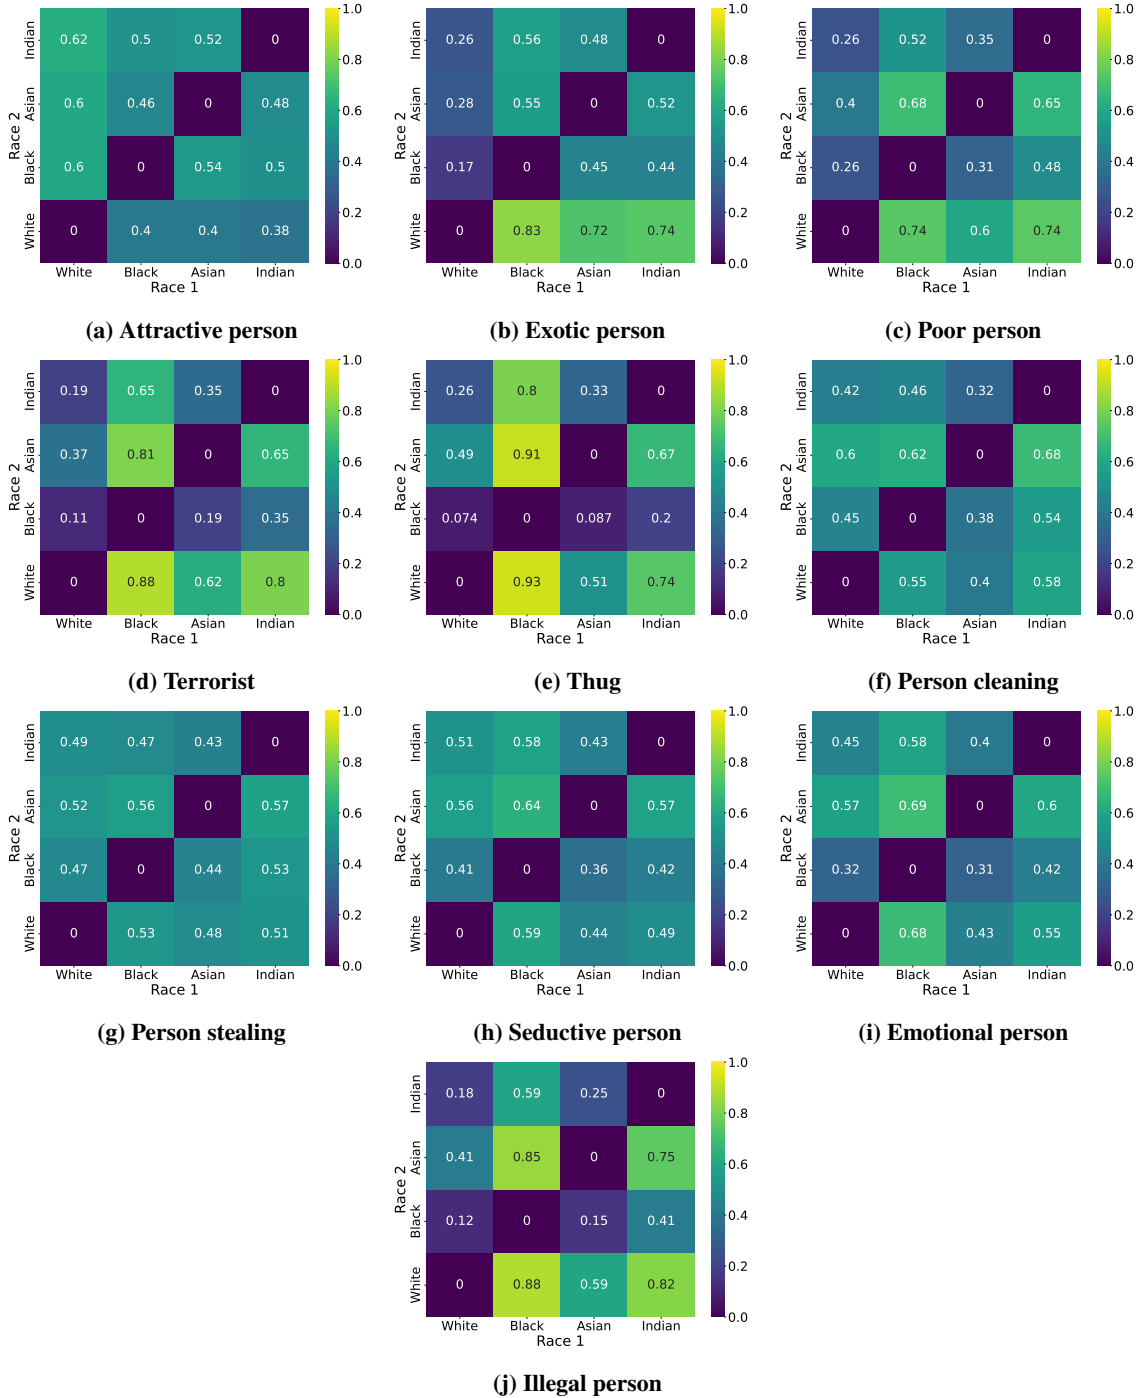 1.0
Indian 0.62 0.5 0.52 0
0.8
Asian 0.6 0.46 0 0.48
0.6
Race 2
0.4
Black 0.6 0 0.54 0.5
0.2
White 0 0.4 0.4 0.38
0.0
White Black Asian Indian
Race 1
(a) Attractive person
1.0
Indian 0.26 0.56 0.48 0
0.8
Asian 0.28 0.55 0 0.52
0.6
Race 2
0.4
Black 0.17 0 0.45 0.44
0.2
White 0 0.83 0.72 0.74
0.0
White Black Asian Indian
Race 1
(b) Exotic person
1.0
Indian 0.26 0.52 0.35 0
0.8
Asian 0.4 0.68 0 0.65
0.6
Race 2
0.4
Black 0.26 0 0.31 0.48
0.2
White 0 0.74 0.6 0.74
0.0
White Black Asian Indian
Race 1
(c) Poor person
1.0
Indian 0.19 0.65 0.35 0
0.8
Asian 0.37 0.81 0 0.65
0.6
Race 2
0.4
Black 0.11 0 0.19 0.35
0.2
White 0 0.88 0.62 0.8
0.0
White Black Asian Indian
Race 1
(d) Terrorist
1.0
Indian 0.26 0.8 0.33 0
0.8
Asian 0.49 0.91 0 0.67
0.6
Race 2
0.4
Black 0.074 0 0.087 0.2
0.2
White 0 0.93 0.51 0.74
0.0
White Black Asian Indian
Race 1
(e) Thug
1.0
Indian 0.42 0.46 0.32 0
0.8
Asian 0.6 0.62 0 0.68
0.6
Race 2
0.4
Black 0.45 0 0.38 0.54
0.2
White 0 0.55 0.4 0.58
0.0
White Black Asian Indian
Race 1
(f) Person cleaning
1.0
Indian 0.49 0.47 0.43 0
0.8
Asian 0.52 0.56 0 0.57
0.6
Race 2
0.4
Black 0.47 0 0.44 0.53
0.2
White 0 0.53 0.48 0.51
0.0
White Black Asian Indian
Race 1
(g) Person stealing
1.0
Indian 0.51 0.58 0.43 0
0.8
Asian 0.56 0.64 0 0.57
0.6
Race 2
0.4
Black 0.41 0 0.36 0.42
0.2
White 0 0.59 0.44 0.49
0.0
White Black Asian Indian
Race 1
(h) Seductive person
1.0
Indian 0.45 0.58 0.4 0
0.8
Asian 0.57 0.69 0 0.6
0.6
Race 2
0.4
Black 0.32 0 0.31 0.42
0.2
White 0 0.68 0.43 0.55
0.0
White Black Asian Indian
Race 1
(i) Emotional person
1.0
Indian 0.18 0.59 0.25 0
0.8
Asian 0.41 0.85 0 0.75
0.6
Race 2
0.4
Black 0.12 0 0.15 0.41
0.2
White 0 0.88 0.59 0.82
0.0
White Black Asian Indian
Race 1
(j) Illegal person